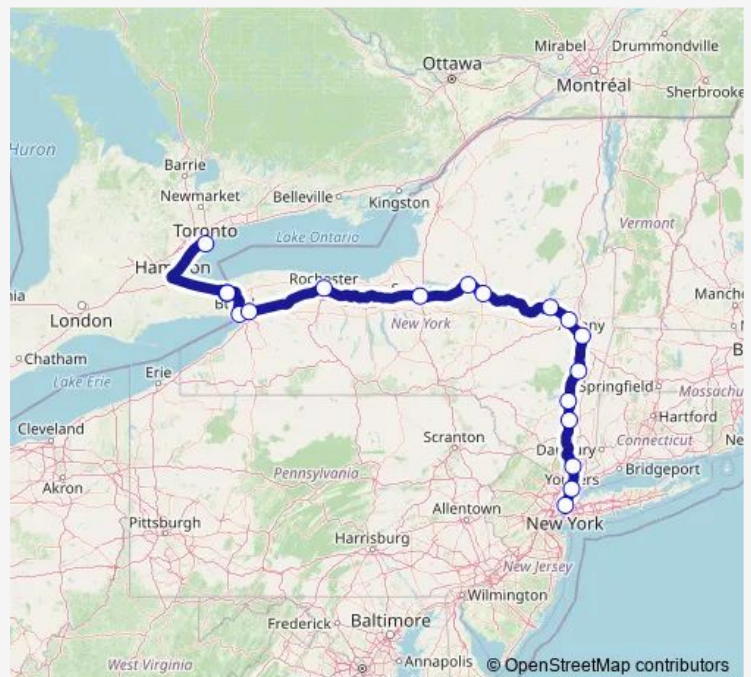 Mirabel
Drummondville
Ottawa
Montréal
Sherbrooke
Huron
Barrie
Newmarket
Belleville
Kingston
Toronto
Lake Ontario
Vermont
Rochester
London
New York
Chatham
Lake Erie
Erie
Springfield
Hartford
Cleveland
Scranton
Connecticut
Bridgeport
Akron
Pennsylvania
Allentown
New York
Pittsburgh
Harrisburg
New Jersey
Wilmington
Frederick
Baltimore
West Virginia
Annapolis
© OpenStreetMap contributors